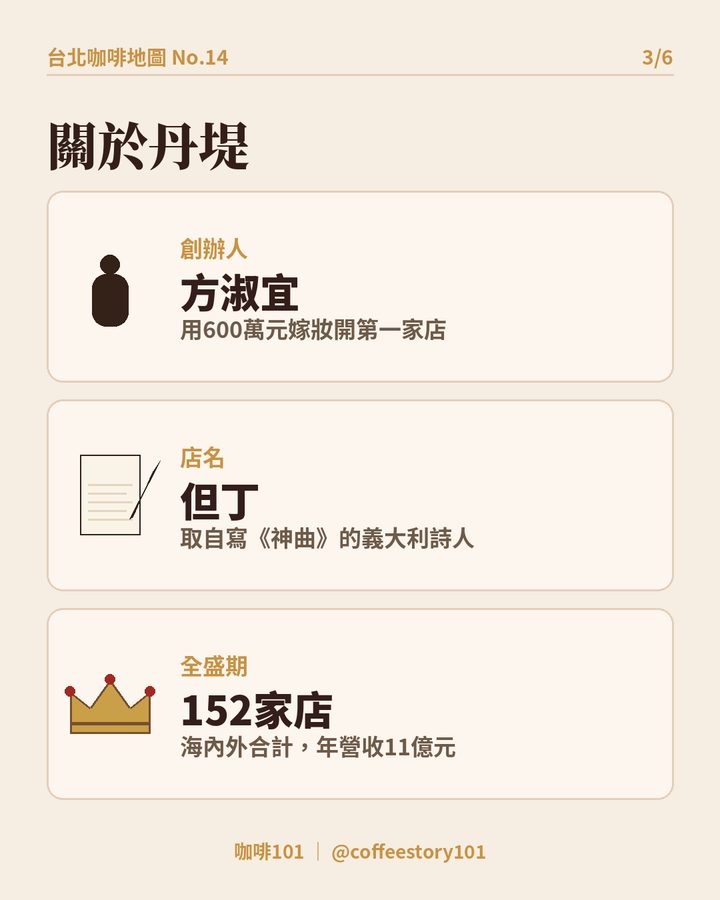 台北咖啡地圖 No.14
3/6
關於丹堤
創辦人
方淑宜
用600萬元嫁妝開第一家店
店名
但丁
取自寫《神曲》的義大利詩人
全盛期
152家店
海內外合計，年營收11億元
咖啡101｜@coffeestory101